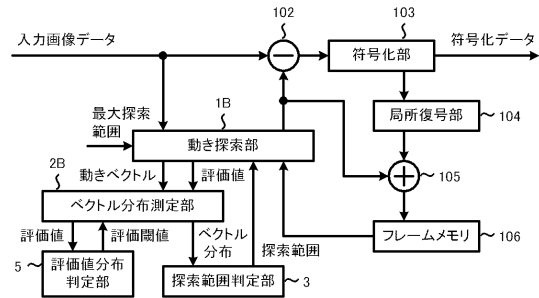 102
103
入力画像データ
符号化部
符号化データ
最大探索
範囲
1B
局所復号部
104
動き探索部
動きベクトル
評価値
105
2B
ベクトル分布測定部
評価値
評価閾値
ベクトル
分布
探索範囲
フレームメモリ
106
5
評価値分布
判定部
探索範囲判定部
3